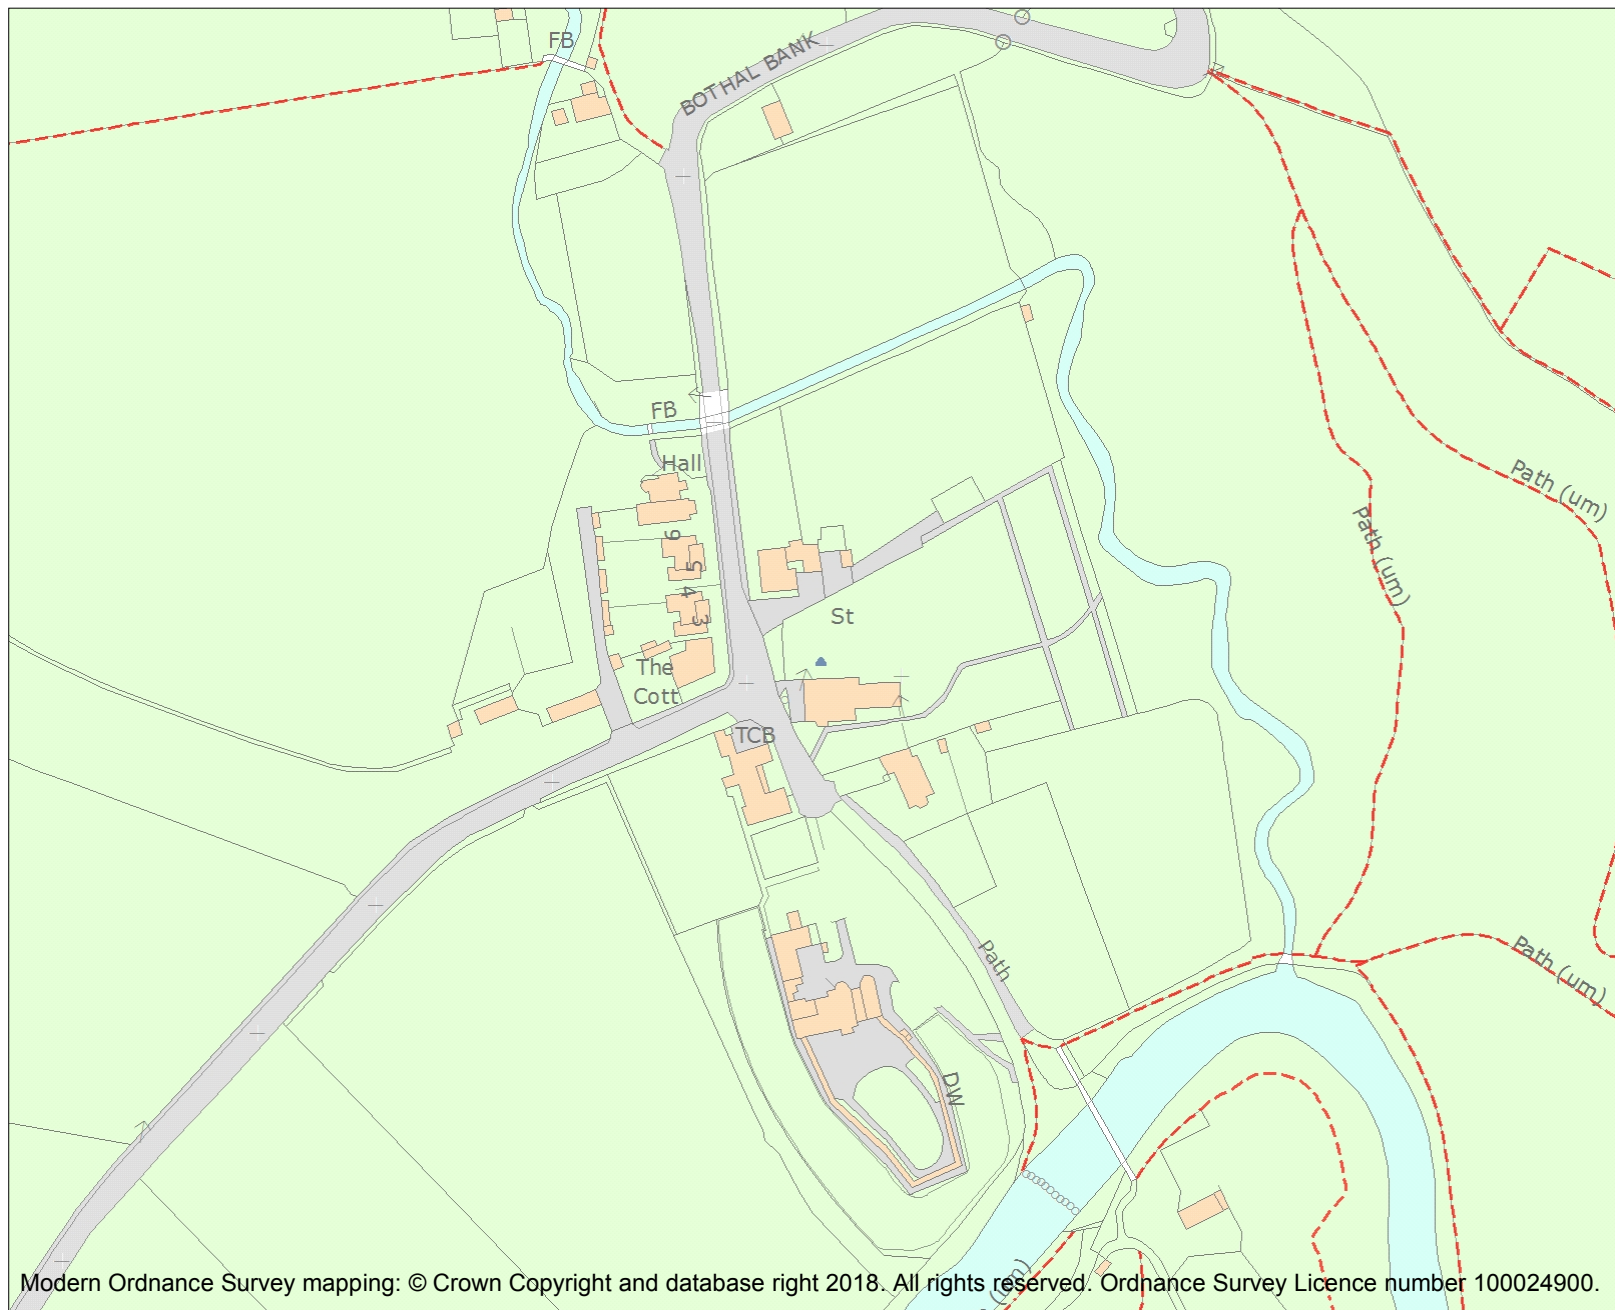 FB
BOTHAL BANK
FB
Hall
Path (um)
Path (um)
6
5
4
3
St
The
Cott
TCB
Path
Path (um)
DW
Modern Ordnance Survey mapping: © Crown Copyright and database right 2018. All rights reserved. Ordnance Survey Licence number 100024900.